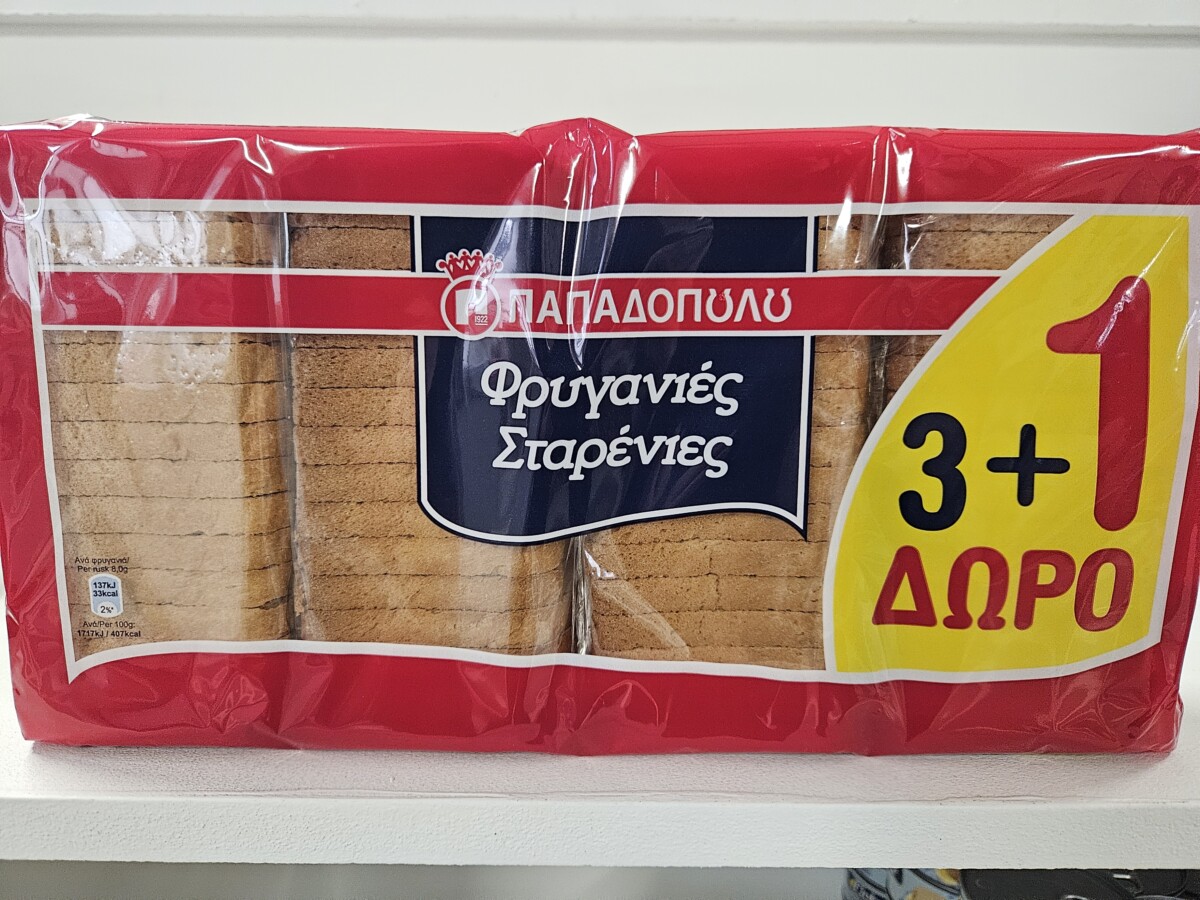 ΠΑΠΑΔΟΠȢΛȢ
1922
Φρυγανιές
Σταρένιες
3+1
ΔΩΡΟ
Ανά φρυγανιά/
Per rusk 8,0g
137kJ
33kcal
2%*
Ανά/Per 100g:
1717kJ / 407kcal